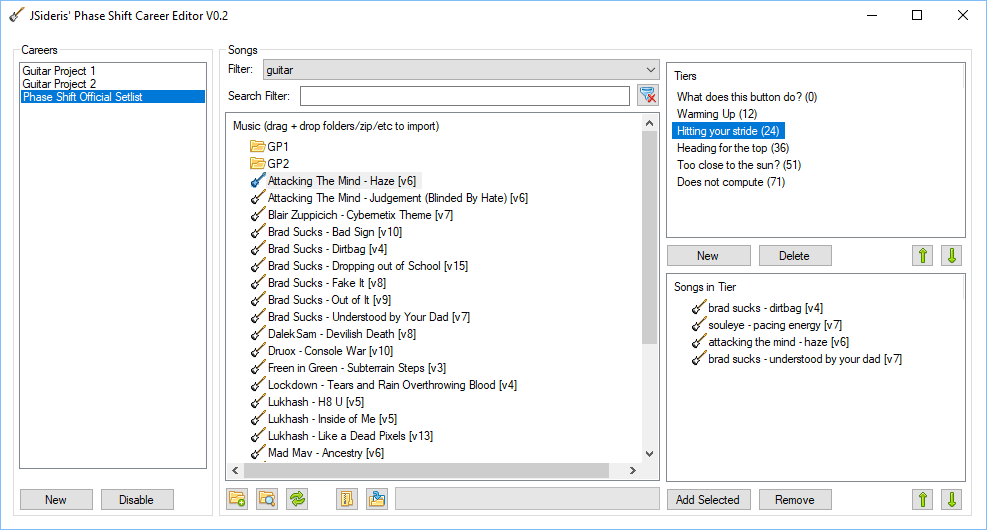 JSideris' Phase Shift Career Editor V0.2
Careers
Guitar Project 1
Guitar Project 2
Phase Shift Official Setlist
New
Disable
Songs
Filter:
guitar
Search Filter:
Music (drag + drop folders/zip/etc to import)
GP1
GP2
Attacking The Mind - Haze [v6]
Attacking The Mind - Judgement (Blinded By Hate) [v6]
Blair Zuppicich - Cybernetix Theme [v7]
Brad Sucks - Bad Sign [v10]
Brad Sucks - Dirtbag [v4]
Brad Sucks - Dropping out of School [v15]
Brad Sucks - Fake It [v8]
Brad Sucks - Out of It [v9]
Brad Sucks - Understood by Your Dad [v7]
DalekSam - Devilish Death [v8]
Druox - Console War [v10]
Freen in Green - Subterrain Steps [v3]
Lockdown - Tears and Rain Overthrowing Blood [v4]
Lukhash - H8 U [v5]
Lukhash - Inside of Me [v5]
Lukhash - Like a Dead Pixels [v13]
Mad Mav - Ancestry [v6]
Tiers
What does this button do? (0)
Warming Up (12)
Hitting your stride (24)
Heading for the top (36)
Too close to the sun? (51)
Does not compute (71)
New
Delete
Songs in Tier
brad sucks - dirtbag [v4]
souleye - pacing energy [v7]
attacking the mind - haze [v6]
brad sucks - understood by your dad [v7]
Add Selected
Remove